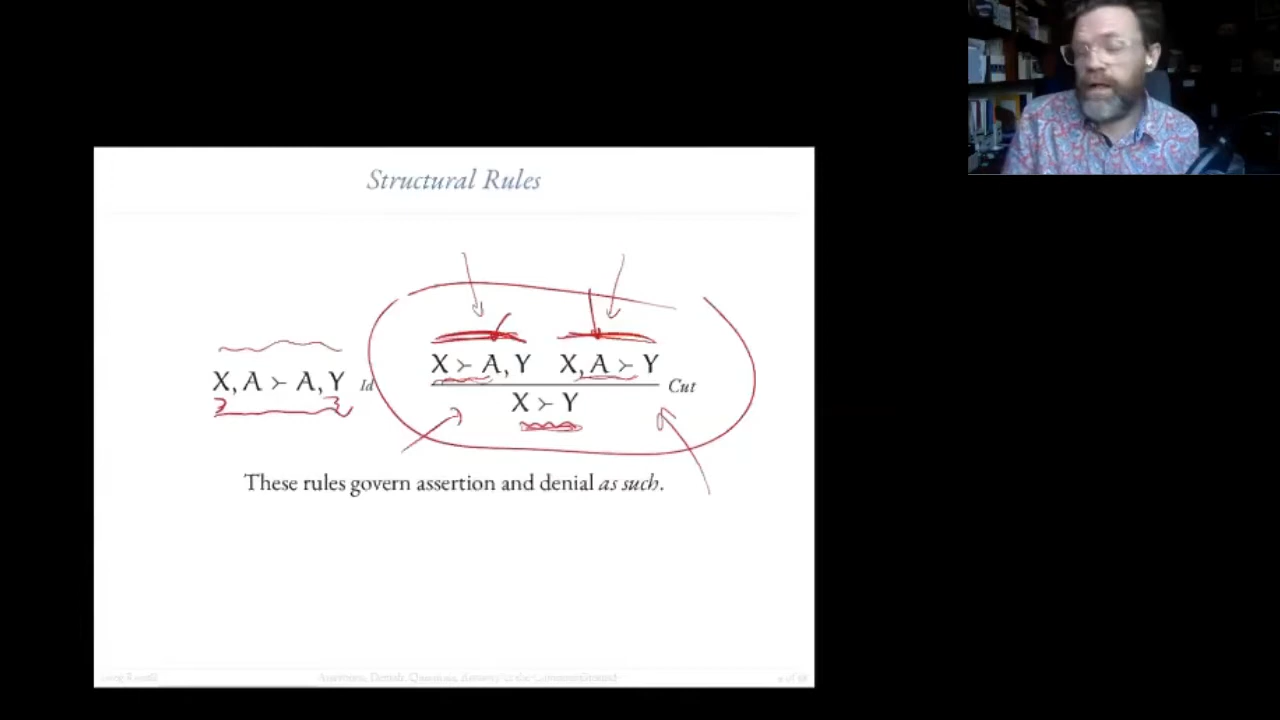 Structural Rules
X ≻ A, Y X, A ≻ Y
X, A ≻ A, Y Id
Cut
X ≻ Y
These rules govern assertion and denial as such.